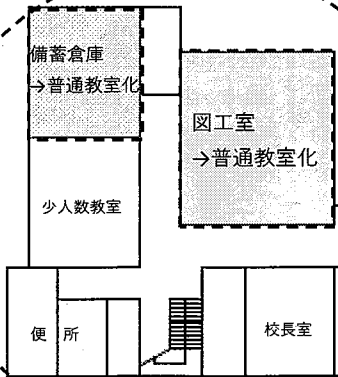 備蓄倉庫
→普通教室化
図工室
→普通教室化
少人数教室
便所
校長室